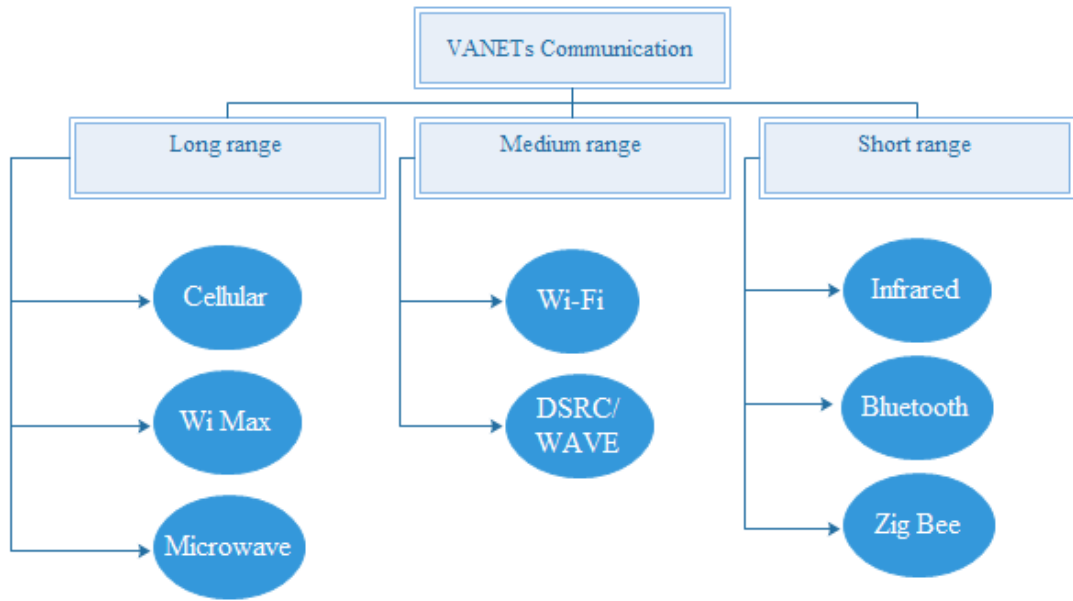 VANETs Communication
Long range
Medium range
Short range
Cellular
Wi Max
Microwave
Wi-Fi
DSRC/
WAVE
Infrared
Bluetooth
Zig Bee